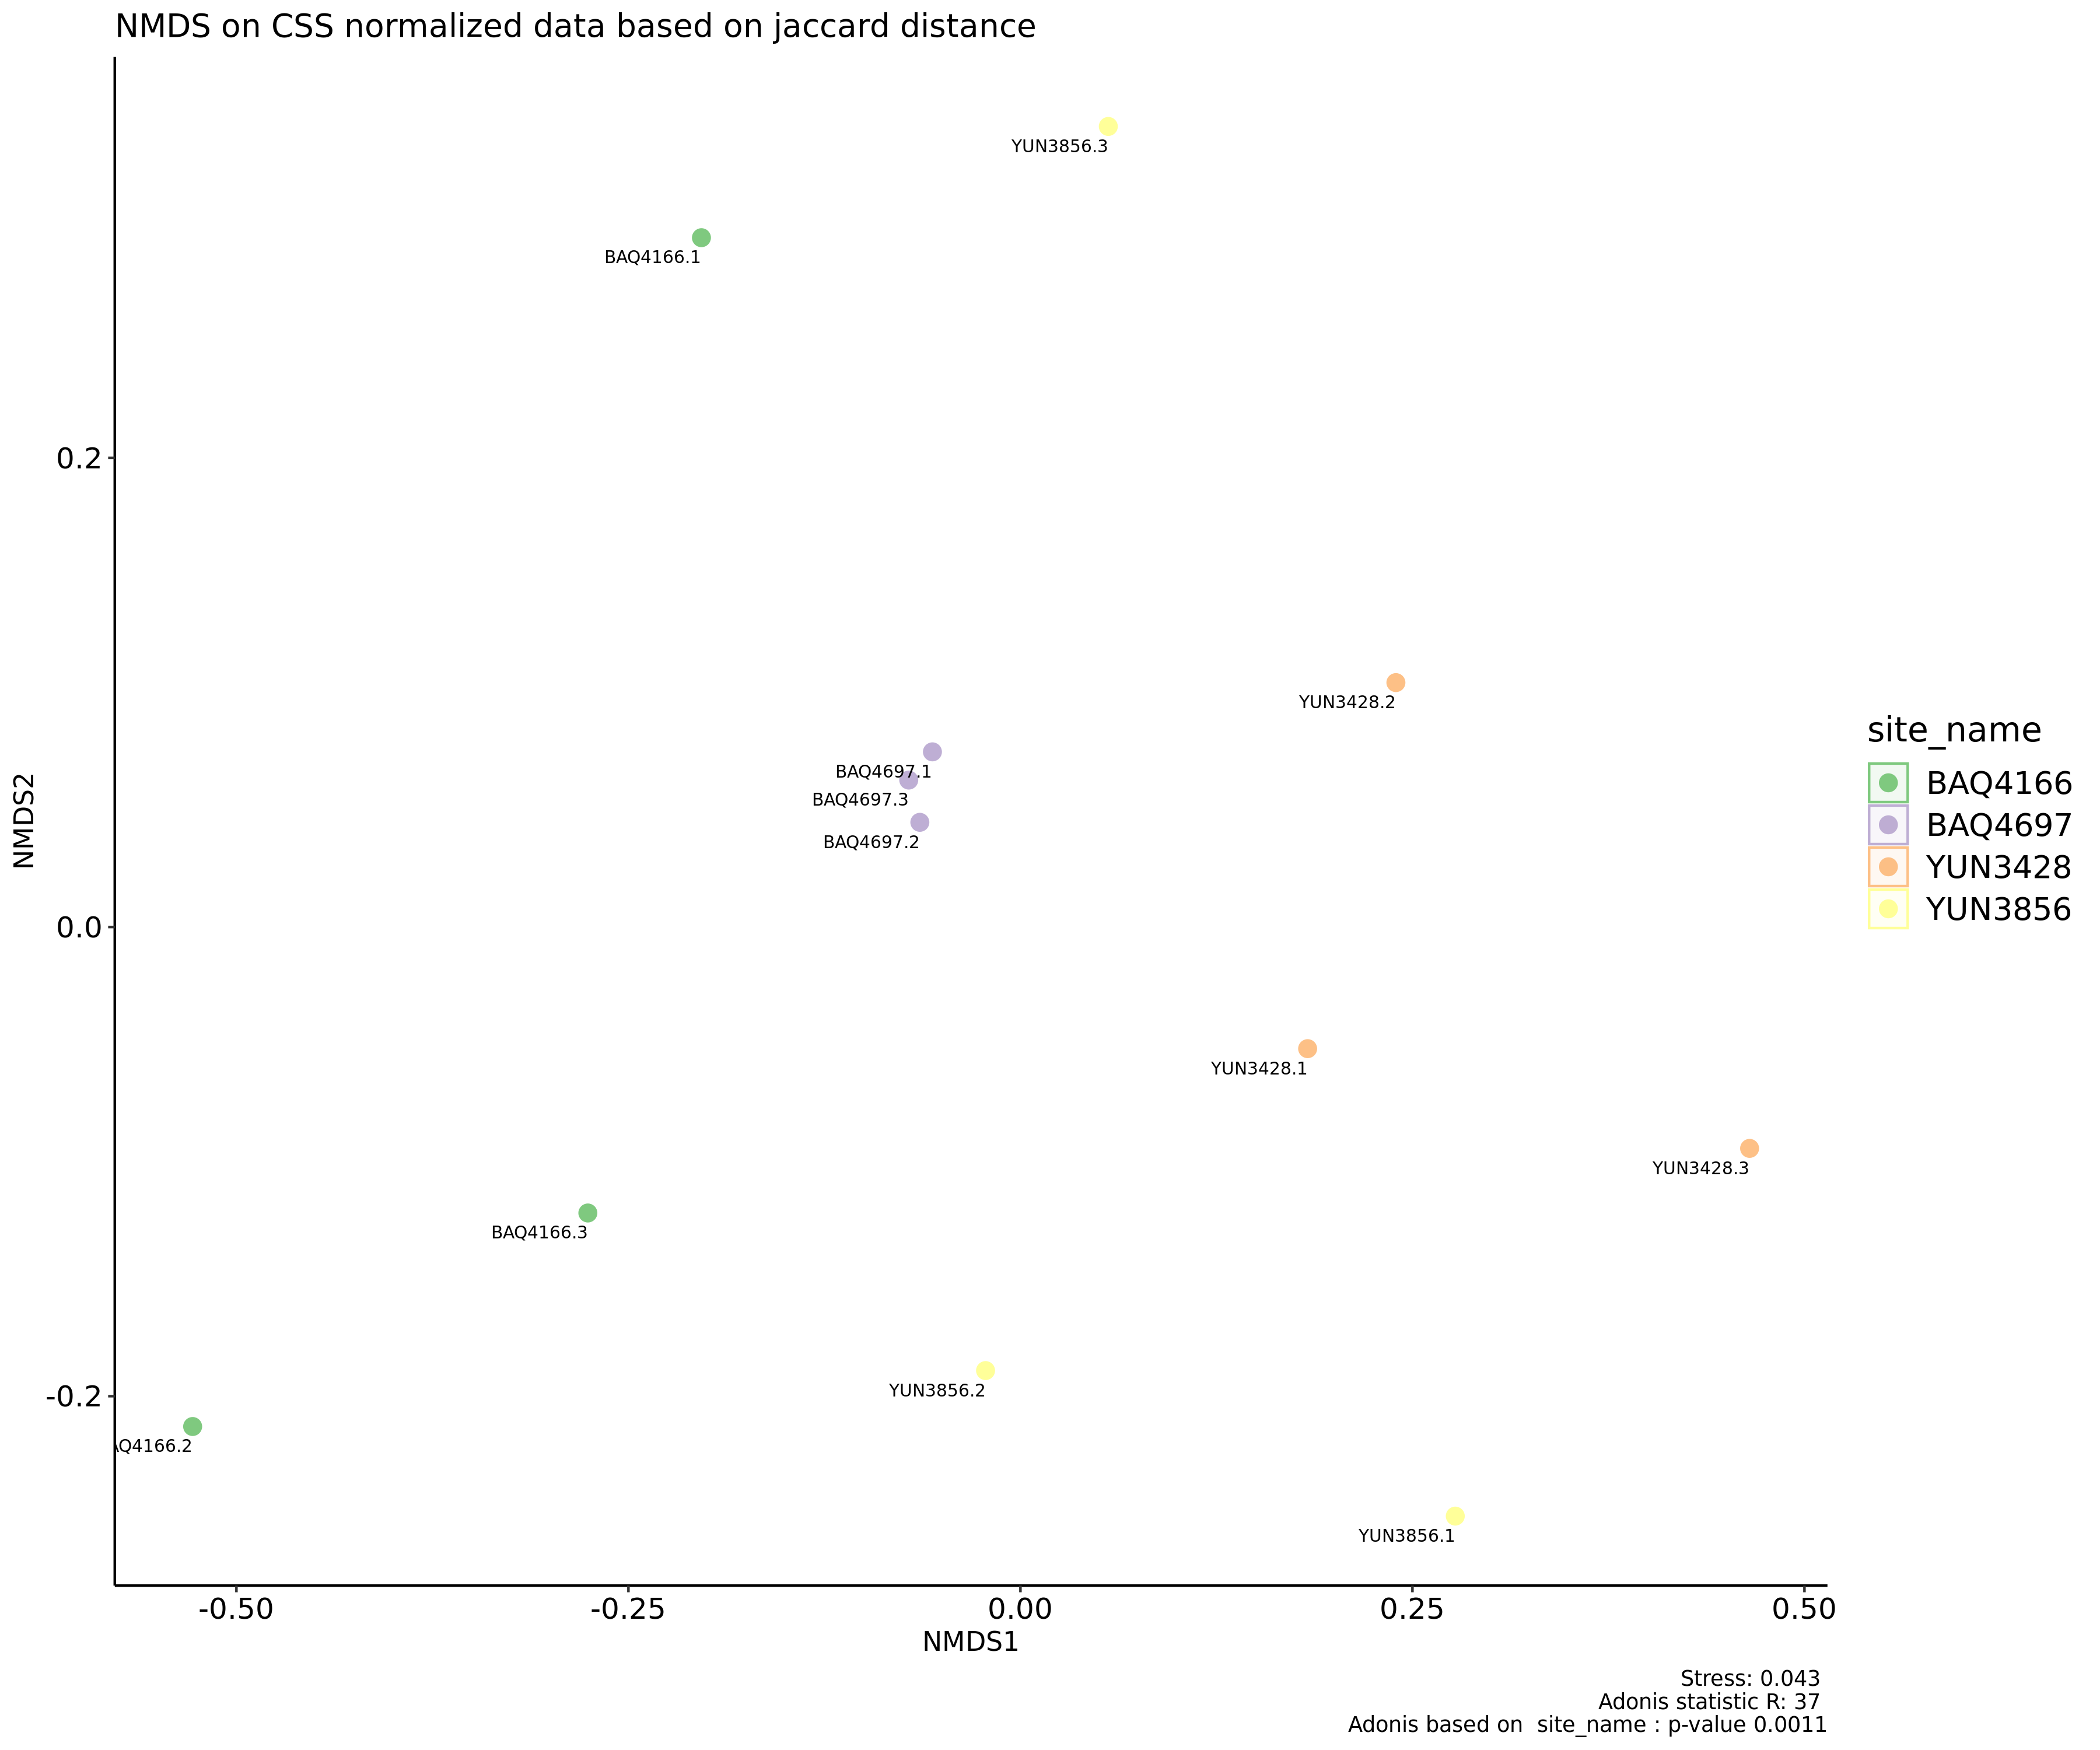 NMDS on CSS normalized data based on jaccard distance
YUN3856.3
BAQ4166.1
0.2
YUN3428.2
BAQ4697.1
BAQ4697.3
BAQ4697.2
site_name
BAQ4166
BAQ4697
YUN3428
YUN3856
NMDS2
0.0
YUN3428.1
YUN3428.3
BAQ4166.3
YUN3856.2
-0.2
AQ4166.2
YUN3856.1
-0.50 -0.25 0.00 0.25 0.50
NMDS1
Stress: 0.043
Adonis statistic R: 37
Adonis based on site_name : p-value 0.0011